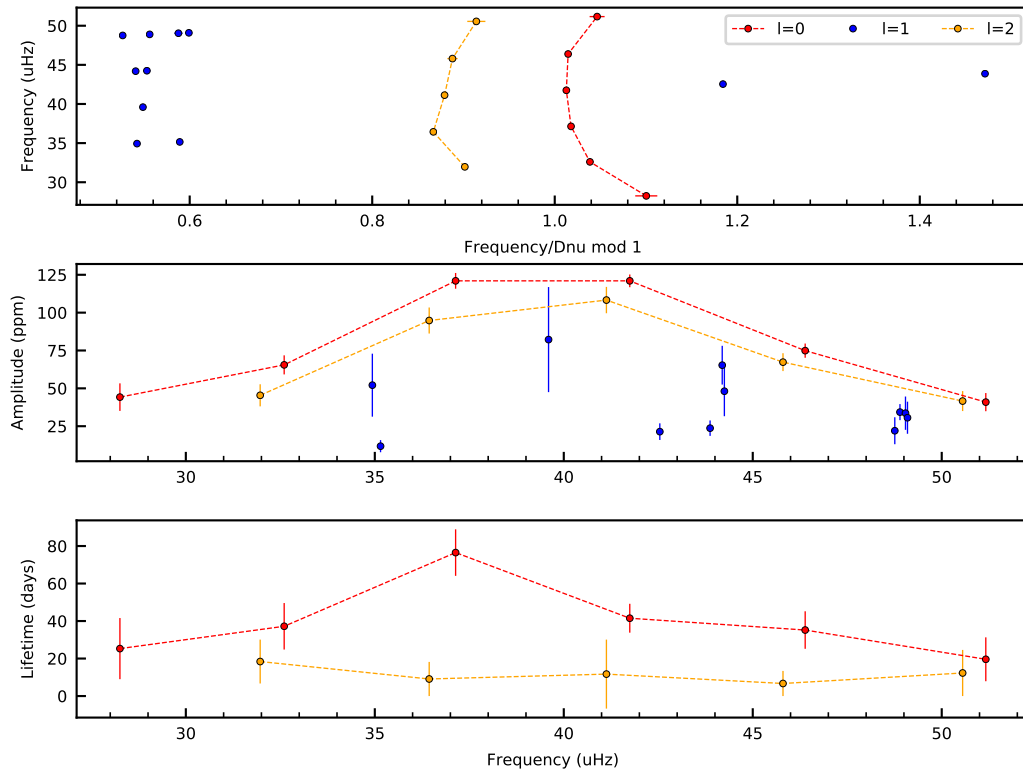 50
45
40
35
30
Frequency (uHz)
l=0 l=1 l=2
0.6 0.8 1.0 1.2 1.4
Frequency/Dnu mod 1
125
100
75
50
25
Amplitude (ppm)
30 35 40 45 50
80
60
40
20
0
Lifetime (days)
30 35 40 45 50
Frequency (uHz)